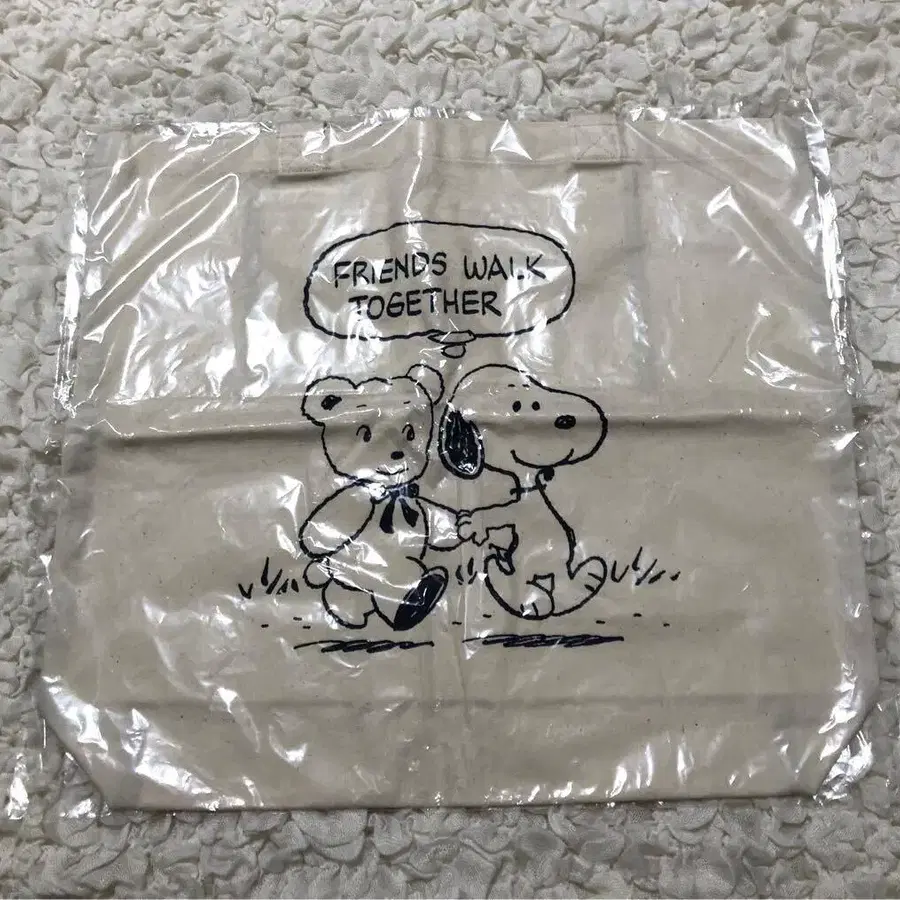 FRIENDS WALK
TOGETHER